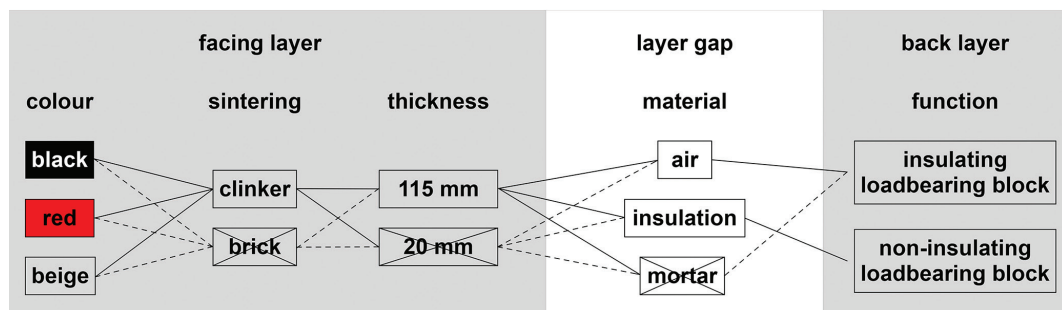 facing layer
layer gap
back layer
colour
sintering
thickness
material
function
black
red
beige
clinker
brick
115 mm
20 mm
air
insulation
mortar
insulating
loadbearing block
non-insulating
loadbearing block